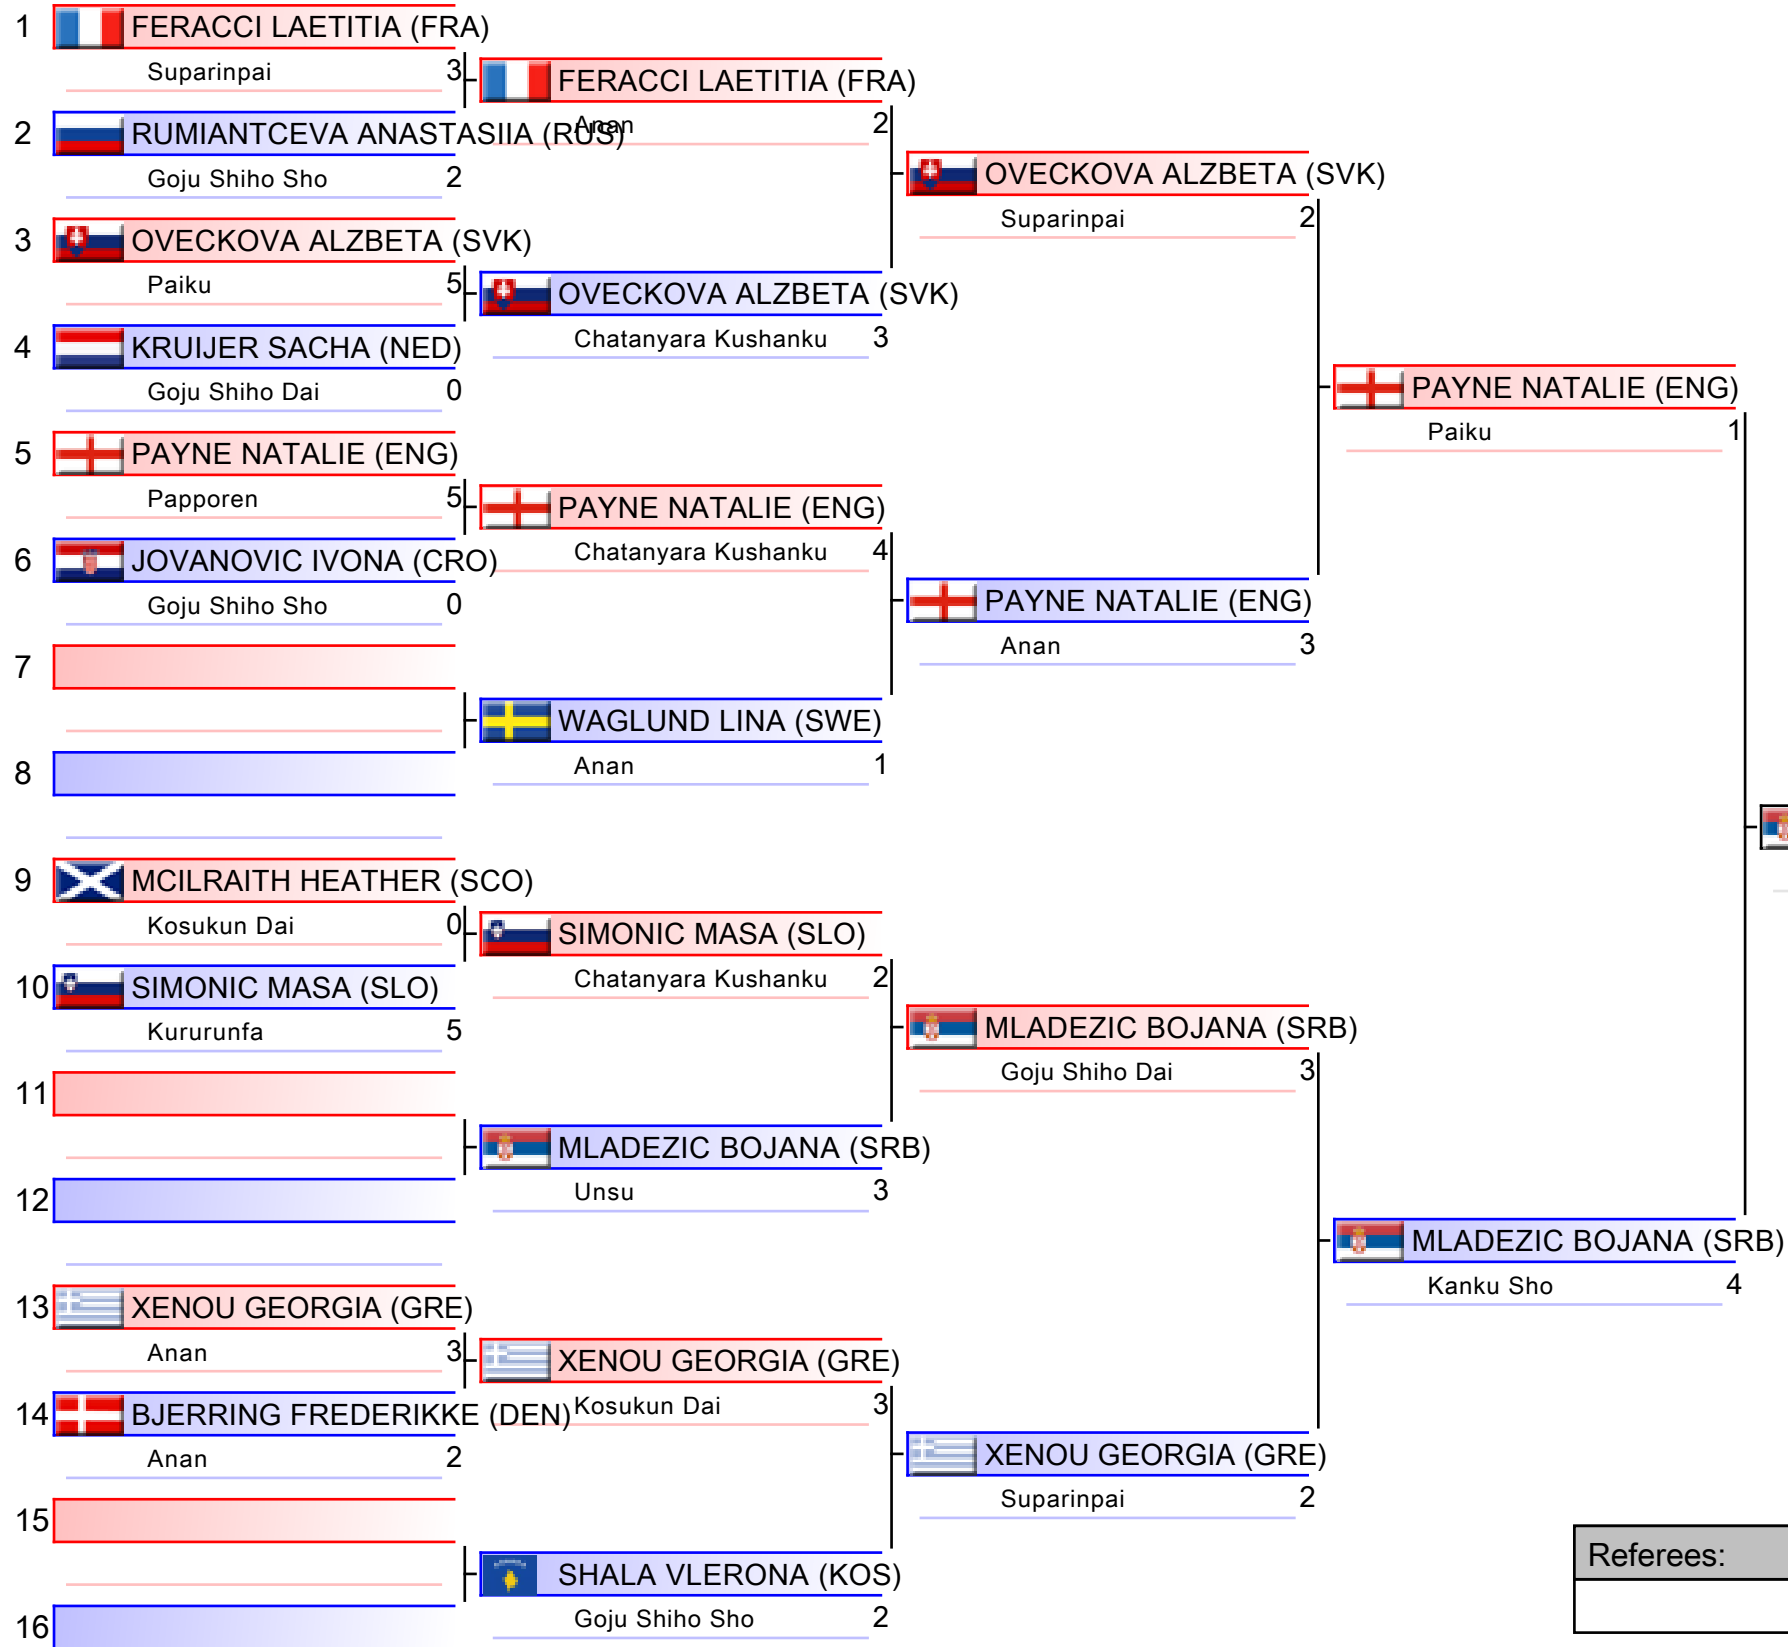 1 FERACCI LAETITIA (FRA)
Suparinpai 3
2 RUMIANTCEVA ANASTASIIA (RUS)
Goju Shiho Sho 2
3 OVECKOVA ALZBETA (SVK)
Paiku 5
4 KRUIJER SACHA (NED)
Goju Shiho Dai 0
5 PAYNE NATALIE (ENG)
Papporen 5
6 JOVANOVIC IVONA (CRO)
Goju Shiho Sho 0
7
8
9 MCILRAITH HEATHER (SCO)
Kosukun Dai 0
10 SIMONIC MASA (SLO)
Kururunfa 5
11
12
13 XENOU GEORGIA (GRE)
Anan 3
14 BJERRING FREDERIKKE (DEN)
Anan 2
15
16
FERACCI LAETITIA (FRA)
Anan 2
OVECKOVA ALZBETA (SVK)
Chatanyara Kushanku 3
PAYNE NATALIE (ENG)
Chatanyara Kushanku 4
WAGLUND LINA (SWE)
Anan 1
SIMONIC MASA (SLO)
Chatanyara Kushanku 2
MLADEZIC BOJANA (SRB)
Unsu 3
XENOU GEORGIA (GRE)
Kosukun Dai 3
SHALA VLERONA (KOS)
Goju Shiho Sho 2
OVECKOVA ALZBETA (SVK)
Suparinpai 2
PAYNE NATALIE (ENG)
Anan 3
MLADEZIC BOJANA (SRB)
Goju Shiho Dai 3
XENOU GEORGIA (GRE)
Suparinpai 2
PAYNE NATALIE (ENG)
Paiku 1
MLADEZIC BOJANA (SRB)
Kanku Sho 4
Referees: